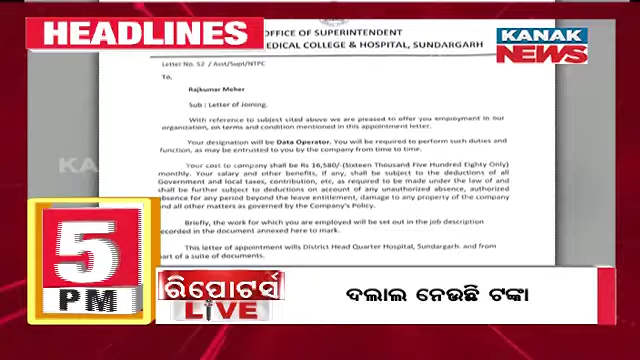 HEADLINES
KANAK
NEWS
OFFICE OF SUPERINTENDENT
EDICAL COLLEGE & HOSPITAL, SUNDARGARH
Letter No. 52 / Asst/Supt/NTPC
To,
Rajkumar Meher
Sub : Letter of Joining.
With reference to subject sited above we are pleased to offer you employment in our
organization, on terms and condition mentioned in this appointment letter.
Your designation will be Data Operator. You will be required to perform such duties and
function, as may be entrusted to you by the company from time to time.
Your cost to company shall be Rs 16,580/-(Sixteen Thousand Five Hundred Eighty Only)
monthly. Your salary and other benefits, if any, shall be subject to the deductions of all
Government and local taxes, contribution, etc, as required to be made under the law of and
shall be further subject to deductions on account of any unauthorized absence, authorized
absence for any period beyond the leave entitlement, damage to any property of the company
and all other matters as governed by the Company's Policy.
Briefly, the work for which you are employed will be set out in the job description
recorded in the document annexed here to mark.
This letter of appointment wills District Head Quarter Hospital, Sundargarh. and from
part of a suite of documents.
5
PM
ରିପୋଟର୍ସ
LIVE
ଦଲାଲ ନେଉଛି ଟଙ୍କା